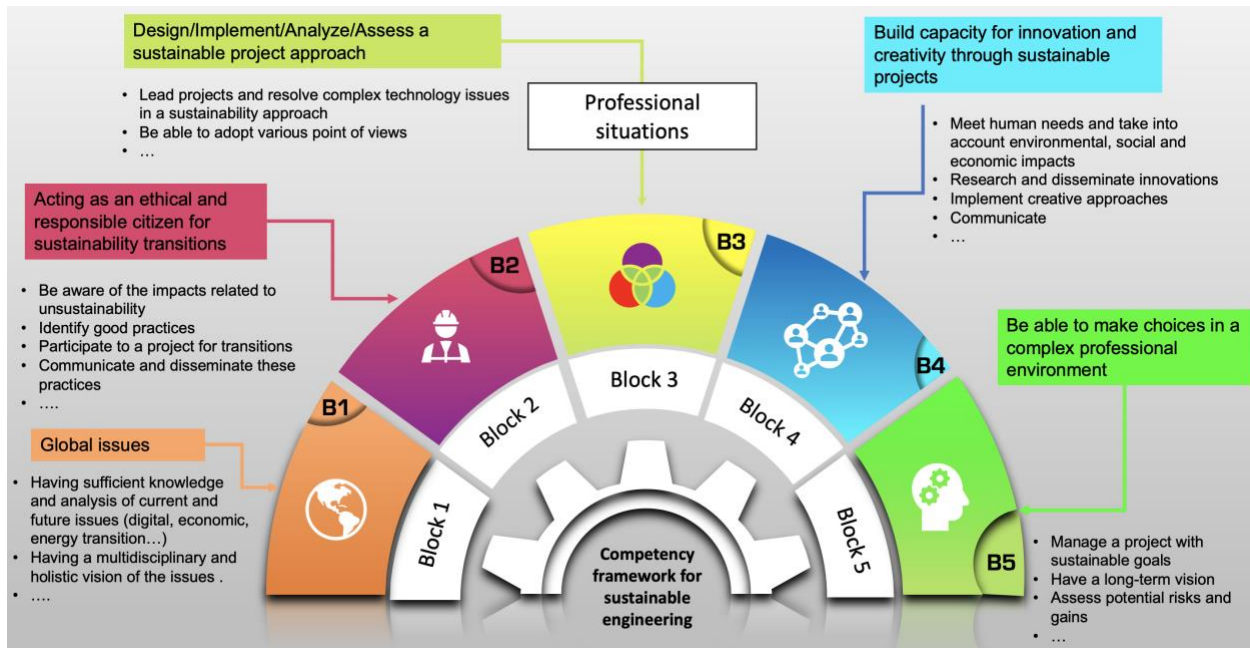 Design/Implement/Analyze/Assess a
sustainable project approach
• Lead projects and resolve complex technology issues
in a sustainability approach
• Be able to adopt various point of views
• …
Professional
situations
Build capacity for innovation and
creativity through sustainable
projects
• Meet human needs and take into
account environmental, social and
economic impacts
• Research and disseminate innovations
• Implement creative approaches
• Communicate
• …
Acting as an ethical and
responsible citizen for
sustainability transitions
• Be aware of the impacts related to
unsustainability
• Identify good practices
• Participate to a project for transitions
• Communicate and disseminate these
practices
• ….
Global issues
• Having sufficient knowledge
and analysis of current and
future issues (digital, economic,
energy transition…)
• Having a multidisciplinary and
holistic vision of the issues .
• ….
B1
B2
B3
B4
B5
Block 1
Block 2
Block 3
Block 4
Block 5
Competency
framework for
sustainable
engineering
Be able to make choices in a
complex professional
environment
• Manage a project with
sustainable goals
• Have a long-term vision
• Assess potential risks and
gains
• …